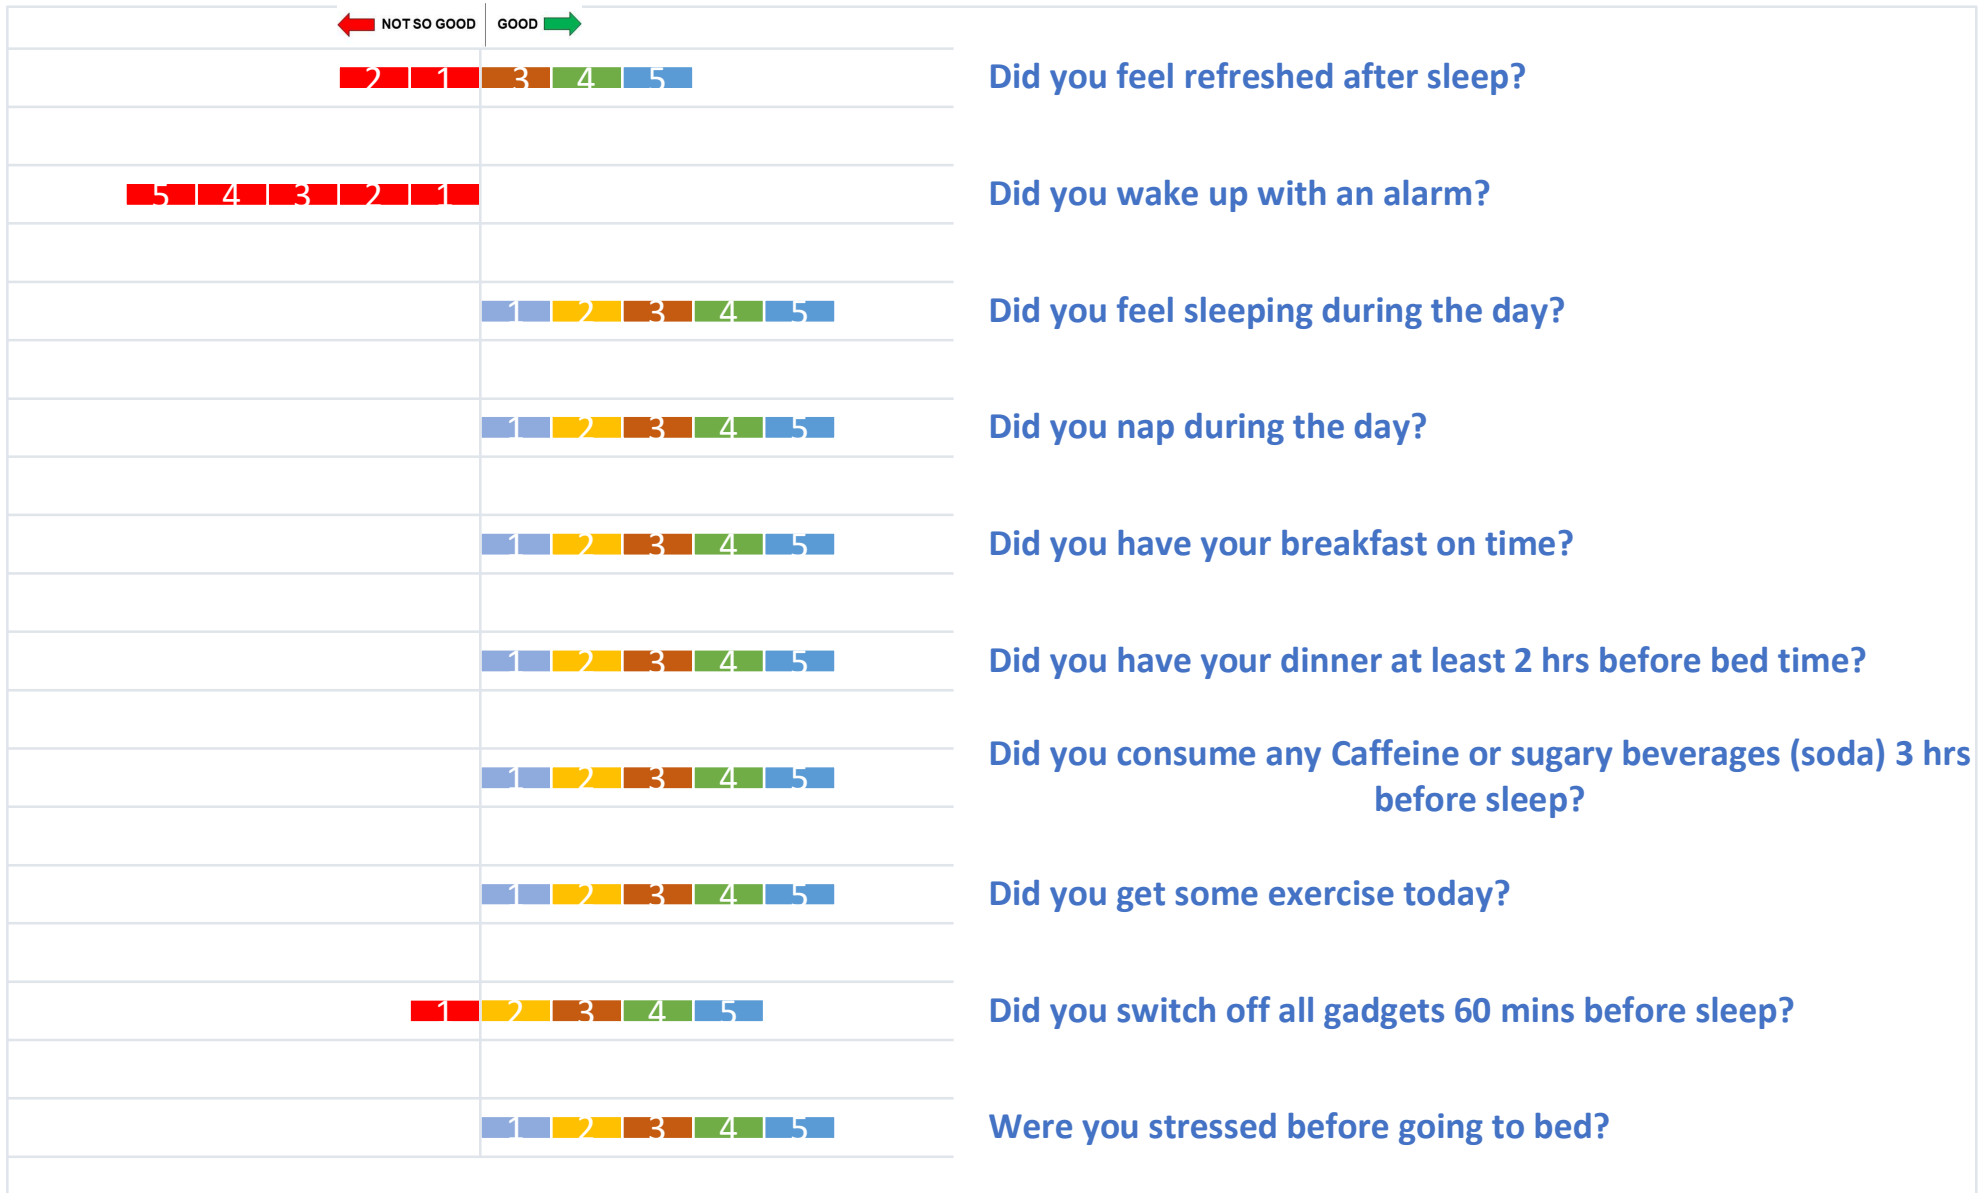 NOT SO GOOD GOOD
2 1 3 4 5 Did you feel refreshed after sleep?
5 4 3 2 1 Did you wake up with an alarm?
1 2 3 4 5 Did you feel sleeping during the day?
1 2 3 4 5 Did you nap during the day?
1 2 3 4 5 Did you have your breakfast on time?
1 2 3 4 5 Did you have your dinner at least 2 hrs before bed time?
1 2 3 4 5 Did you consume any Caffeine or sugary beverages (soda) 3 hrs
before sleep?
1 2 3 4 5 Did you get some exercise today?
1 2 3 4 5 Did you switch off all gadgets 60 mins before sleep?
1 2 3 4 5 Were you stressed before going to bed?